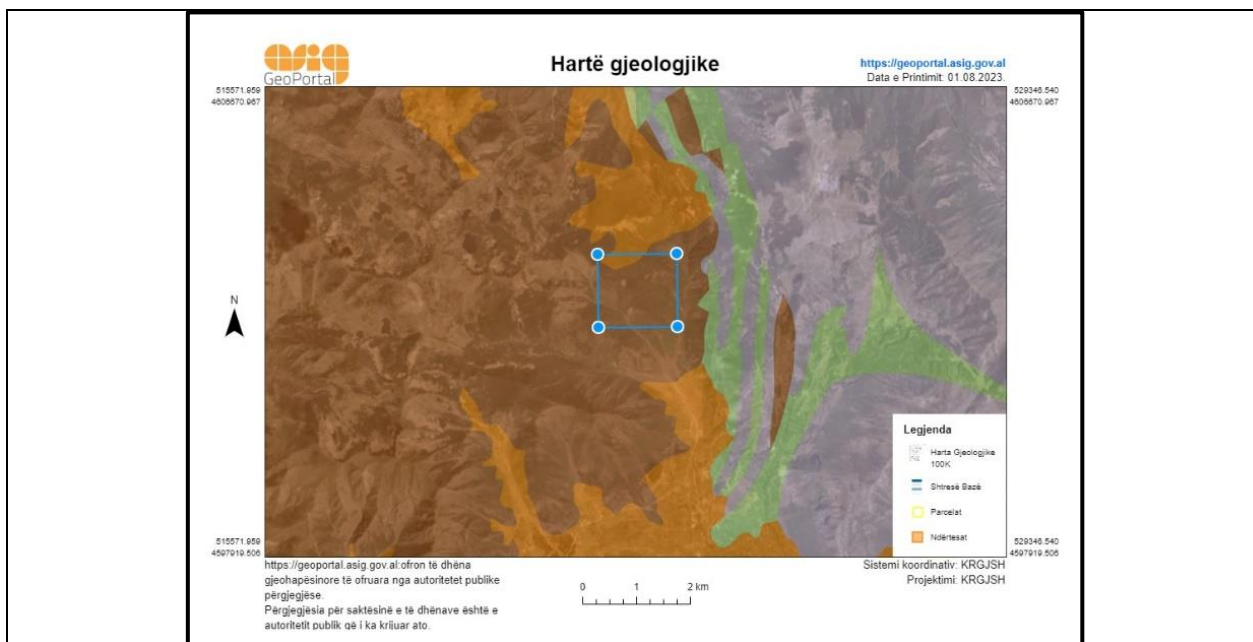 asig
GeoPortal
Hartë gjeologjike
https://geoportal.asig.gov.al
Data e Printimit: 01.08.2023.
515571.959
4606670.967
529346.540
4606670.967
N
Legjenda
Harta Gjeologjike
100K
Shtresë Bazë
Parcelat
Ndërtesat
515571.959
4597919.506
529346.540
4597919.506
https://geoportal.asig.gov.al:ofron të dhëna
gjeohapësinore të ofruara nga autoritetet publike
përgjegjëse.
Përgjegjësia për saktësinë e të dhënave është e
autoritetit publik që i ka krijuar ato.
0 1 2 km
Sistemi koordinativ: KRGJSH
Projektimi: KRGJSH